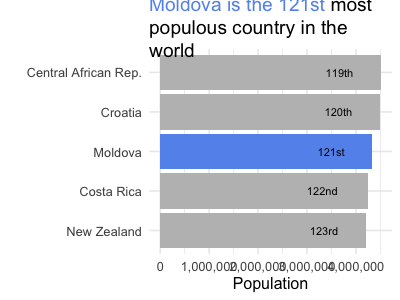 Moldova is the 121st most
populous country in the
world
Central African Rep.
119th
Croatia
120th
Moldova
121st
Costa Rica
122nd
New Zealand
123rd
0 1,000,000 2,000,000 3,000,000 4,000,000
Population